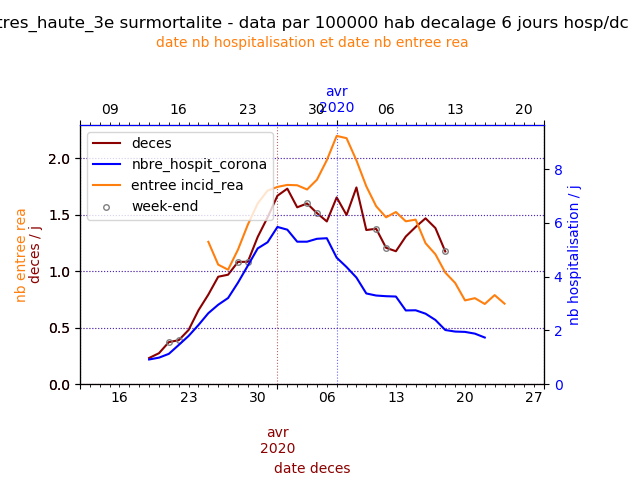 tres_haute_3e surmortalite - data par 100000 hab decalage 6 jours hosp/dc
date nb hospitalisation et date nb entree rea
avr
2020
09 16 23 30 06 13 20
deces
nbre_hospit_corona
entree incid_rea
week-end
2.0
1.5
1.0
0.5
0.0
8
6
4
2
0
nb entree rea
deces / j
nb hospitalisation / j
16 23 30 06 13 20 27
avr
2020
date deces